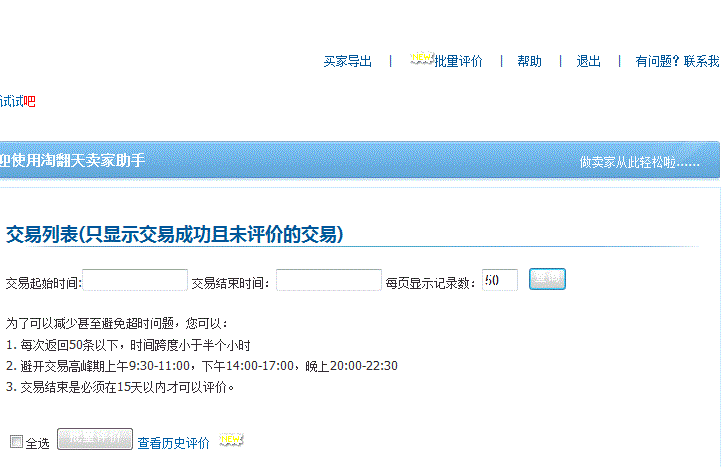 买家导出 | 批量评价 | 帮助 | 退出 | 有问题?联系我
试试吧
迎使用淘翻天卖家助手 做卖家从此轻松啦......
交易列表(只显示交易成功且未评价的交易)
交易起始时间: 交易结束时间： 每页显示记录数： 50 查询
为了可以减少甚至避免超时问题，您可以：
1. 每次返回50条以下，时间跨度小于半个小时
2. 避开交易高峰期上午9:30-11:00，下午14:00-17:00，晚上20:00-22:30
3. 交易结束是必须在15天以内才可以评价。
全选 批量评价 查看历史评价 NEW